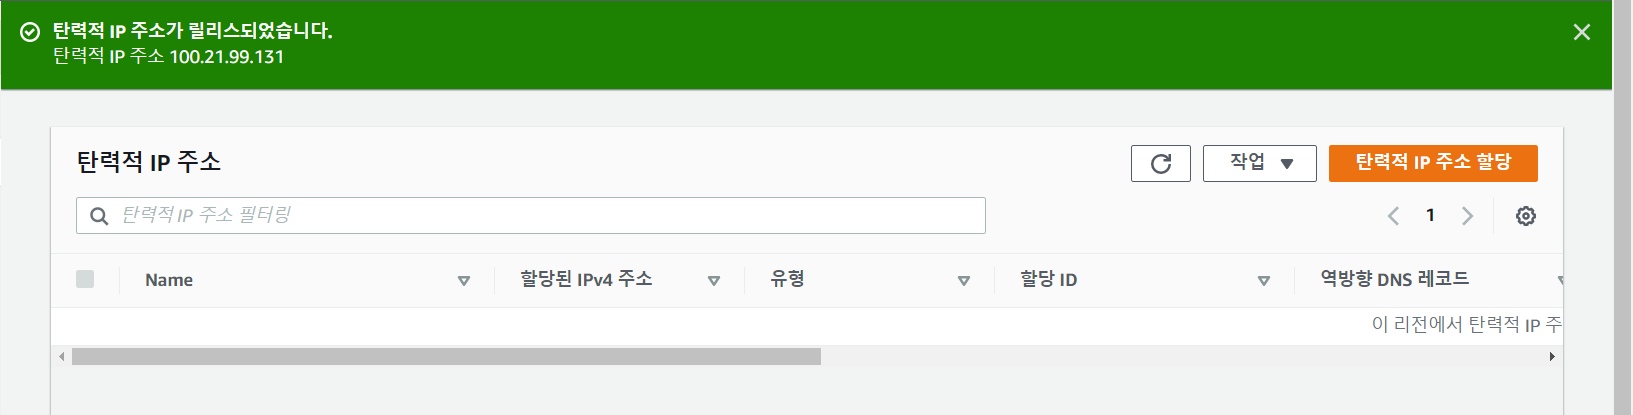 탄력적 IP 주소가 릴리스되었습니다.
탄력적 IP 주소 100.21.99.131
탄력적 IP 주소
작업
탄력적 IP 주소 할당
탄력적 IP 주소 필터링
1
Name
할당된 IPv4 주소
유형
할당 ID
역방향 DNS 레코드
이 리전에서 탄력적 IP 주